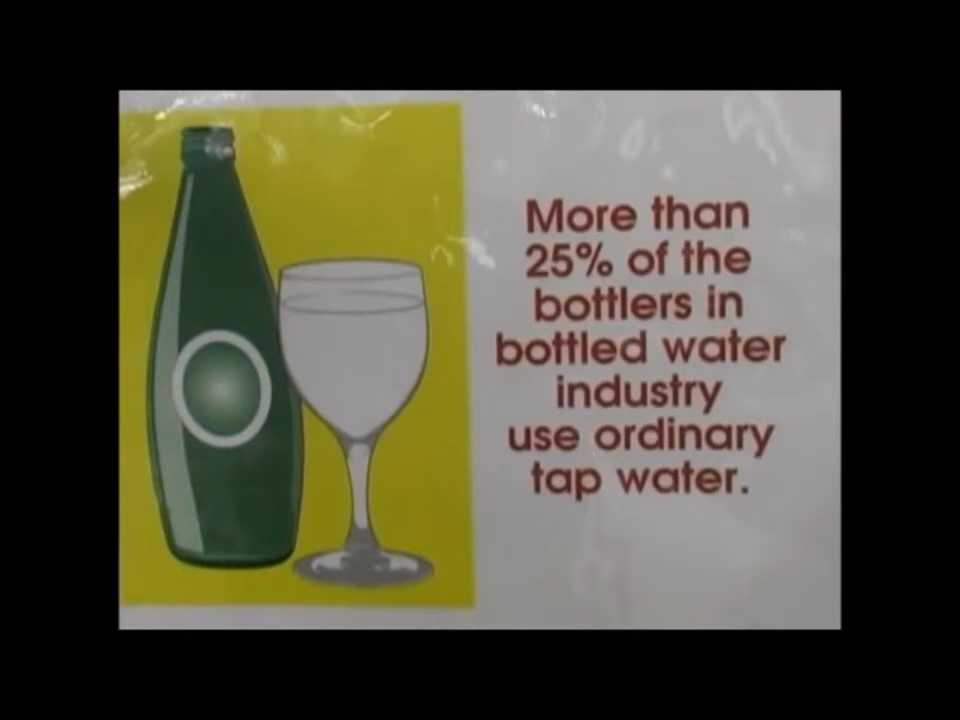 More than
25% of the
bottlers in
bottled water
industry
use ordinary
tap water.